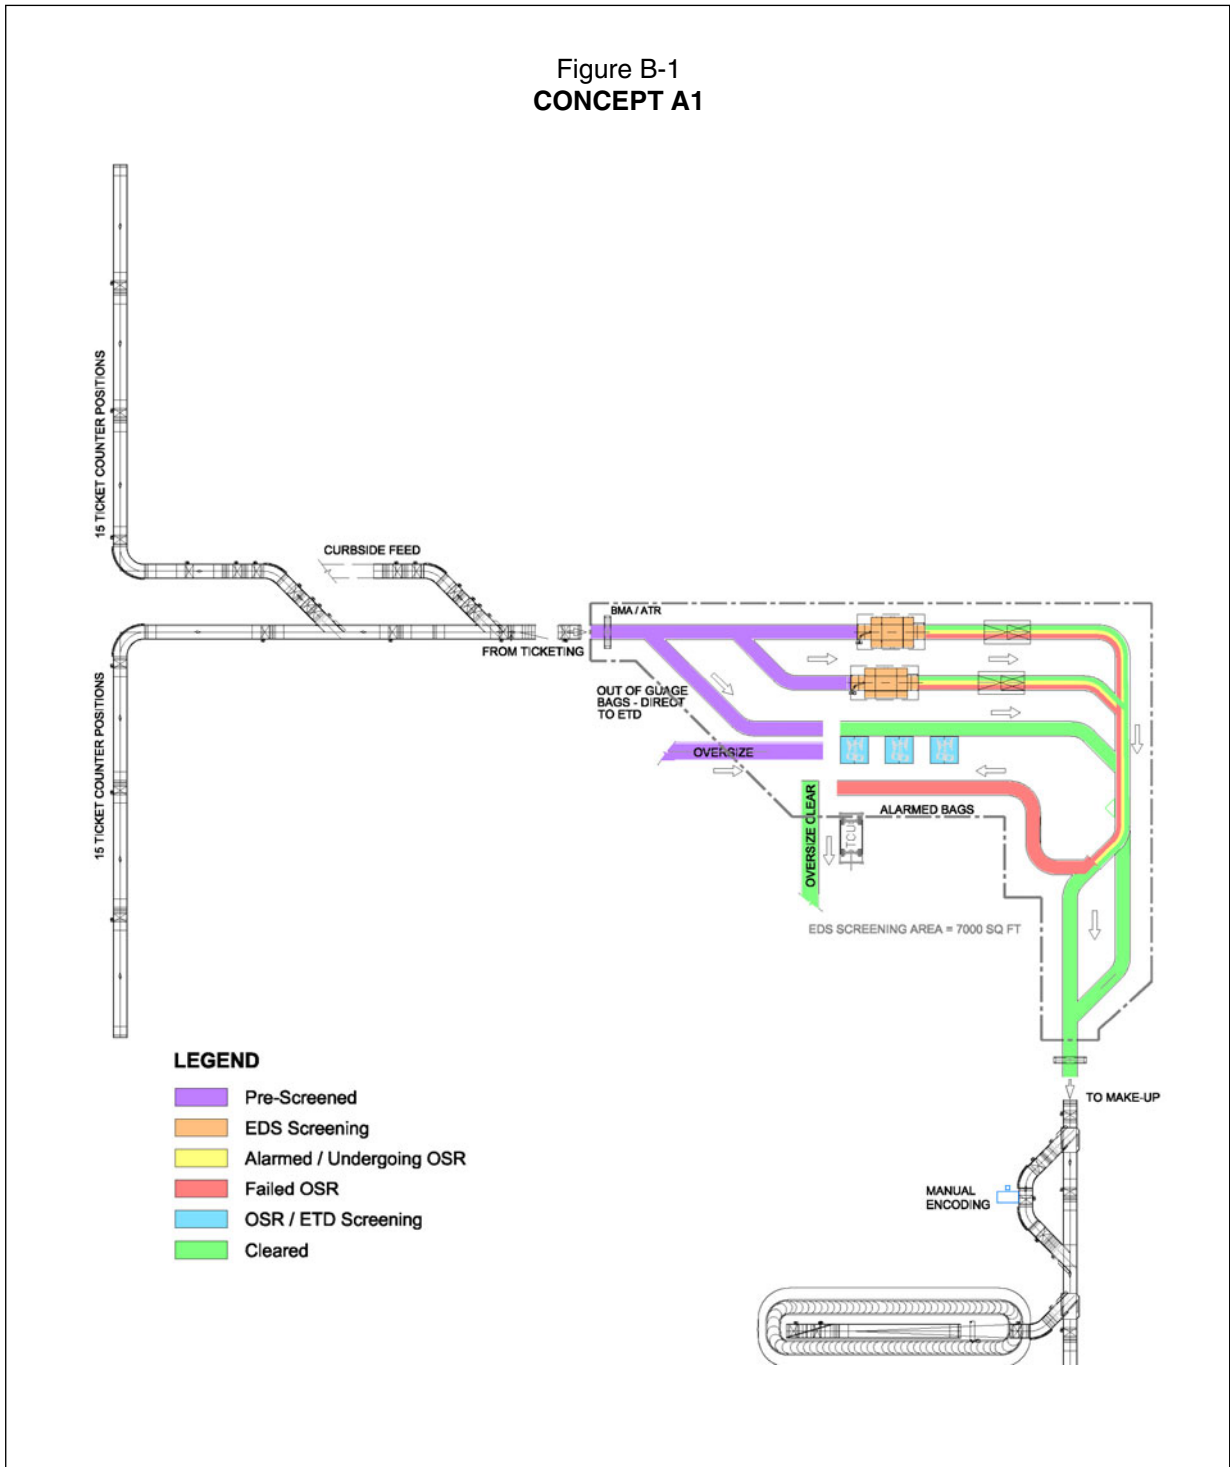 Figure B-1
CONCEPT A1
15 TICKET COUNTER POSITIONS
CURBSIDE FEED
FROM TICKETING
15 TICKET COUNTER POSITIONS
BMA / ATR
OUT OF GUAGE
BAGS - DIRECT
TO ETD
OVERSIZE
OVERSIZE CLEAR
ALARMED BAGS
TCU
EDS SCREENING AREA = 7000 SQ FT
LEGEND
Pre-Screened
EDS Screening
Alarmed / Undergoing OSR
Failed OSR
OSR / ETD Screening
Cleared
TO MAKE-UP
MANUAL
ENCODING